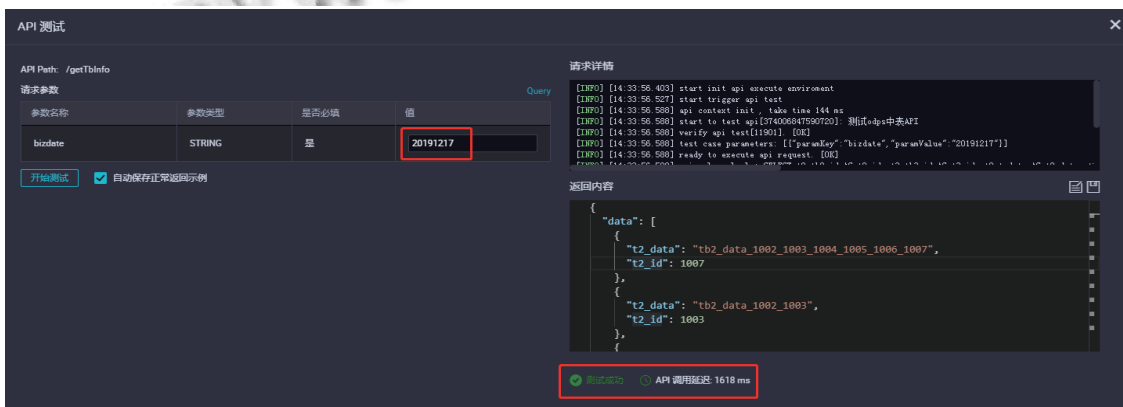 API 测试
API Path: /getTbInfo
请求参数
Query
参数名称 参数类型 是否必填 值
bizdate STRING 是 20191217
开始测试 自动保存正常返回示例
请求详情
[INFO] [14:33:56.403] start init api execute enviroment
[INFO] [14:33:56.527] start trigger api test
[INFO] [14:33:56.588] api context init , take time 144 ms
[INFO] [14:33:56.588] start to test api[374006847590720]: 测试odps中表API
[INFO] [14:33:56.588] verify api test[11901]. [OK]
[INFO] [14:33:56.588] test case parameters: [{"paramKey":"bizdate","paramValue":"20191217"}]
[INFO] [14:33:56.588] ready to execute api request. [OK]
返回内容
{
"data": [
{
"t2_data": "tb2_data_1002_1003_1004_1005_1006_1007",
"t2_id": 1007
},
{
"t2_data": "tb2_data_1002_1003",
"t2_id": 1003
},
{
测试成功 API 调用延迟: 1618 ms